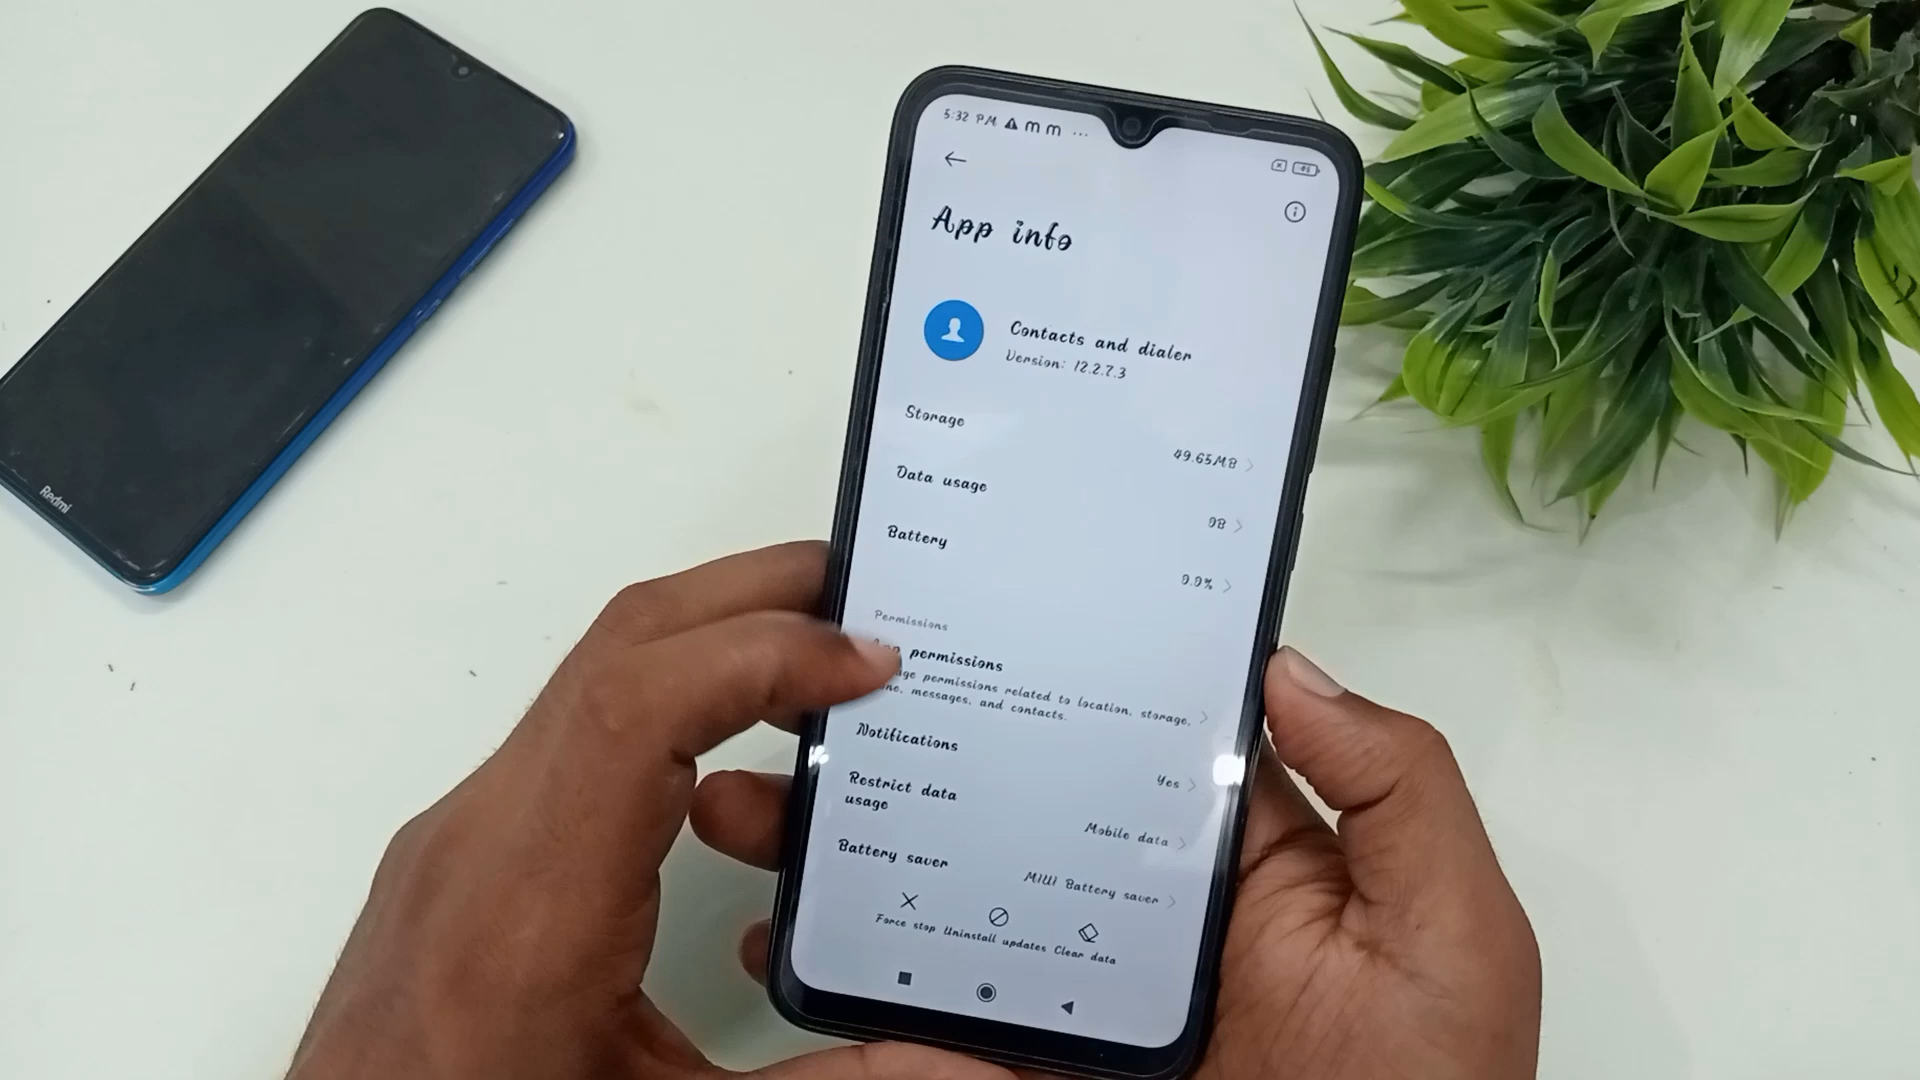 Redmi
5:32 PM
App info
Contacts and dialer
Version: 12.2.7.3
Storage
49.65MB
Data usage
0B
Battery
0.0%
Permissions
permissions
permissions related to location, storage,
messages, and contacts.
Notifications
Yes
Restrict data
usage
Mobile data
Battery saver
MIUI Battery saver
Force stop
Uninstall updates
Clear data